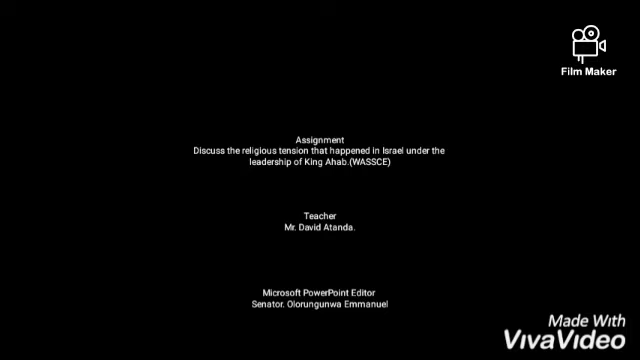 Film Maker
Assignment
Discuss the religious tension that happened in Israel under the
leadership of King Ahab.(WASSCE)
Teacher
Mr. David Atanda.
Microsoft PowerPoint Editor
Senator. Olorungunwa Emmanuel
Made With
VivaVideo